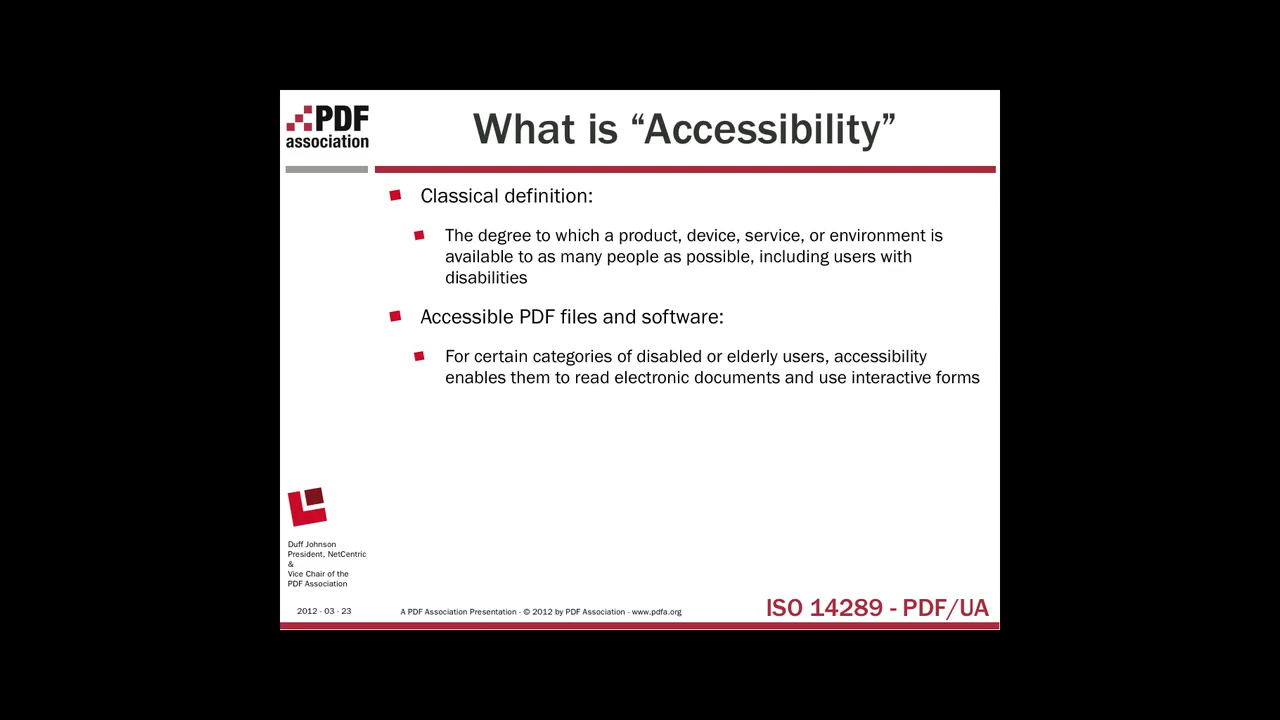 PDF
association
What is “Accessibility”
Classical definition:
The degree to which a product, device, service, or environment is
available to as many people as possible, including users with
disabilities
Accessible PDF files and software:
For certain categories of disabled or elderly users, accessibility
enables them to read electronic documents and use interactive forms
Duff Johnson
President, NetCentric
&
Vice Chair of the
PDF Association
2012 - 03 - 23
A PDF Association Presentation · © 2012 by PDF Association · www.pdfa.org
ISO 14289 - PDF/UA